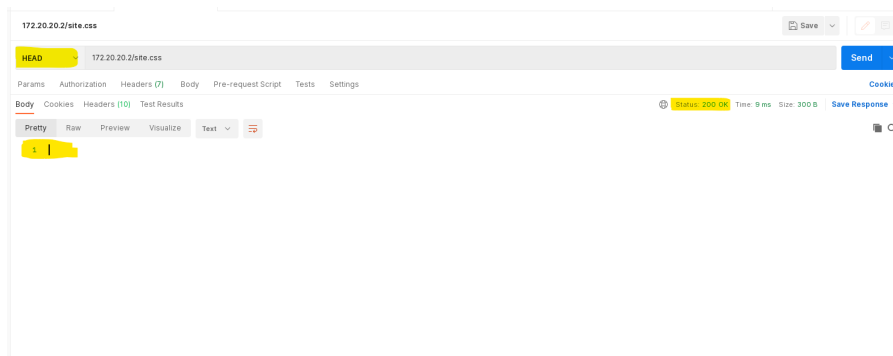 172.20.20.2/site.css
Save
HEAD 172.20.20.2/site.css Send
Params Authorization Headers (7) Body Pre-request Script Tests Settings Cookie
Body Cookies Headers (10) Test Results Status: 200 OK Time: 9 ms Size: 300 B Save Response
Pretty Raw Preview Visualize Text
1